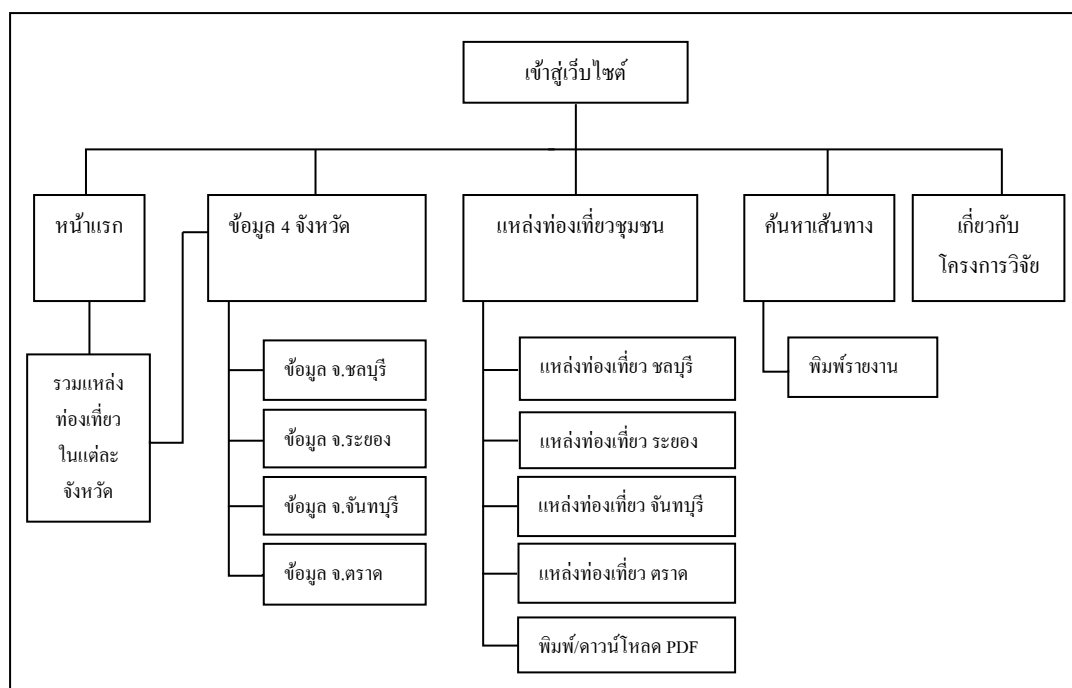 เข้าสู่เว็บไซต์
หน้าแรก
ข้อมูล 4 จังหวัด
แหล่งท่องเที่ยวชุมชน
ค้นหาเส้นทาง
เกี่ยวกับ
โครงการวิจัย
รวมแหล่ง
ท่องเที่ยว
ในแต่ละ
จังหวัด
ข้อมูล จ.ชลบุรี
ข้อมูล จ.ระยอง
ข้อมูล จ.จันทบุรี
ข้อมูล จ.ตราด
แหล่งท่องเที่ยว ชลบุรี
แหล่งท่องเที่ยว ระยอง
แหล่งท่องเที่ยว จันทบุรี
แหล่งท่องเที่ยว ตราด
พิมพ์/ดาวน์โหลด PDF
พิมพ์รายงาน